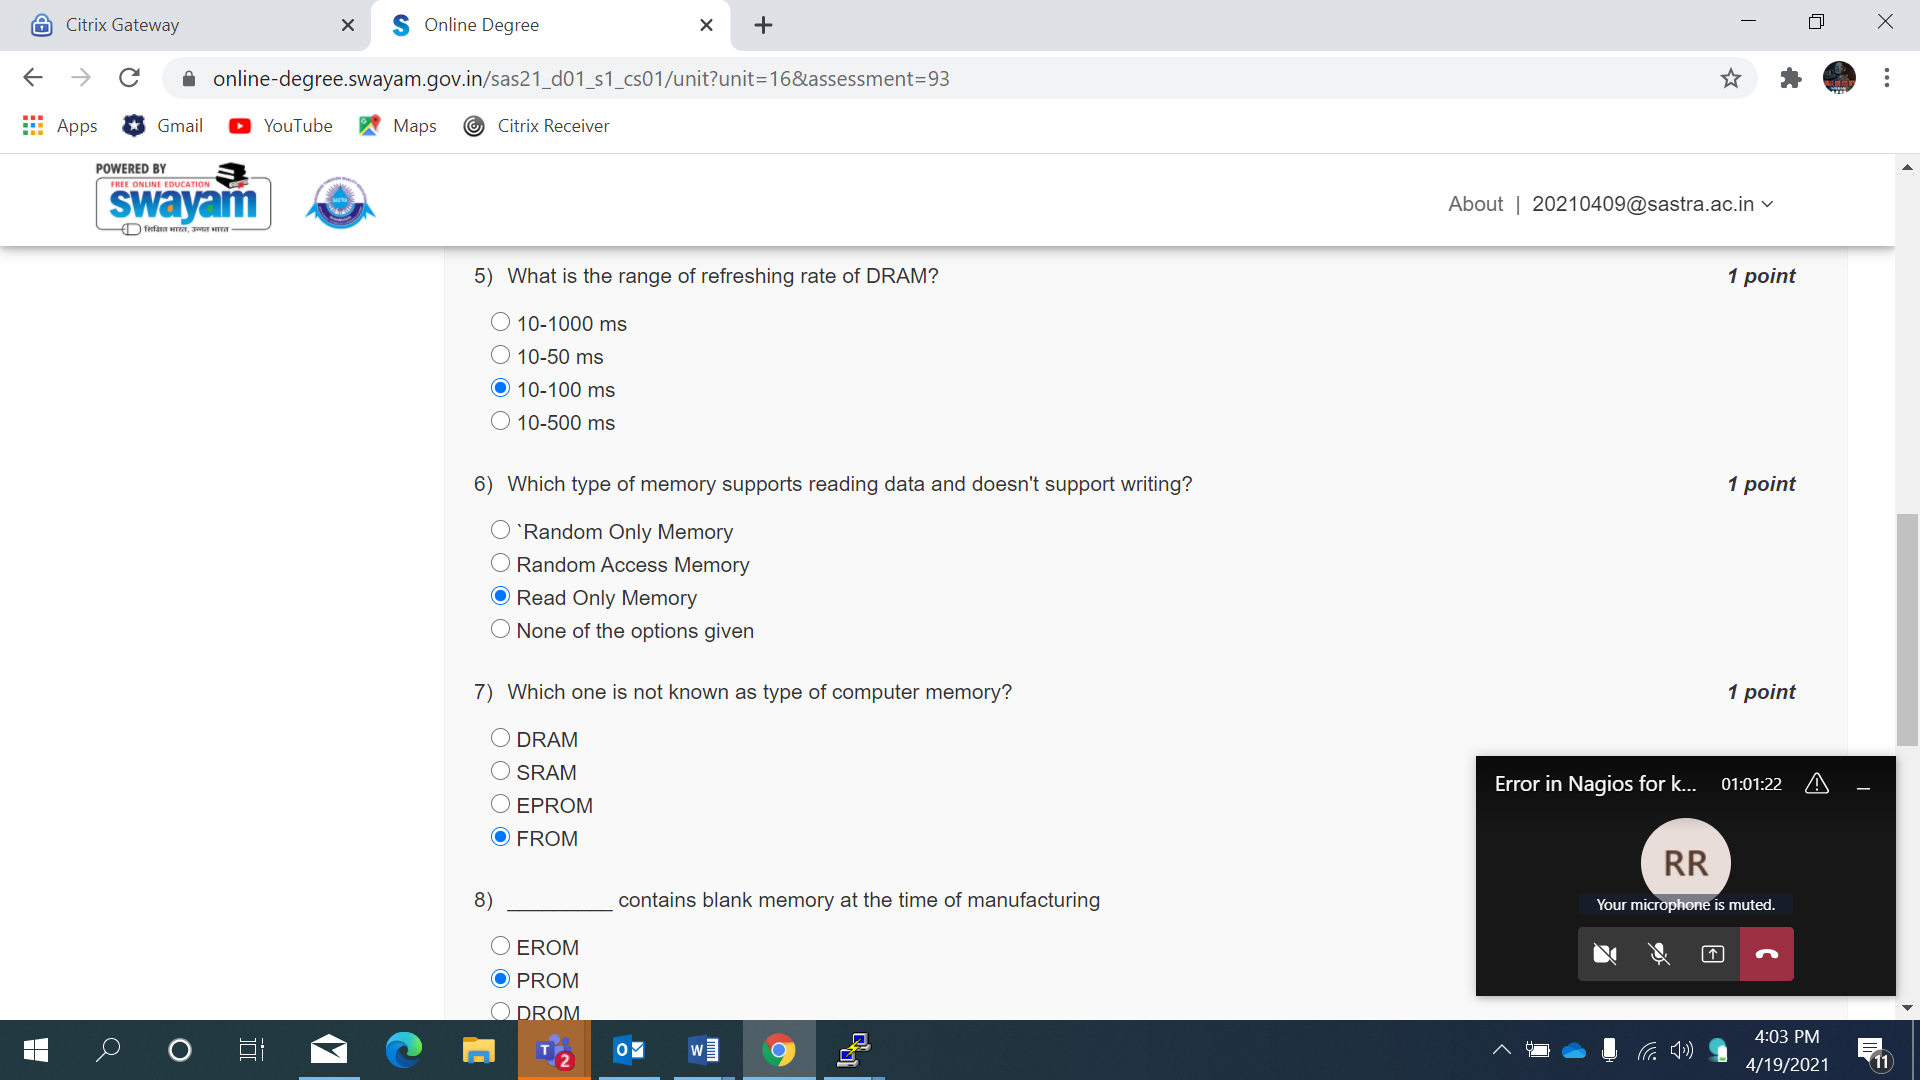 Citrix Gateway
Online Degree
online-degree.swayam.gov.in/sas21_d01_s1_cs01/unit?unit=16&assessment=93
Apps
Gmail
YouTube
Maps
Citrix Receiver
POWERED BY
FREE ONLINE EDUCATION
swayam
शिक्षित भारत, उन्नत भारत
About | 20210409@sastra.ac.in
5) What is the range of refreshing rate of DRAM?
1 point
10-1000 ms
10-50 ms
10-100 ms
10-500 ms
6) Which type of memory supports reading data and doesn't support writing?
1 point
`Random Only Memory
Random Access Memory
Read Only Memory
None of the options given
7) Which one is not known as type of computer memory?
1 point
DRAM
SRAM
EPROM
FROM
8) _________ contains blank memory at the time of manufacturing
EROM
PROM
DROM
Error in Nagios for k...
01:01:22
RR
Your microphone is muted.
2
4:03 PM
4/19/2021
11